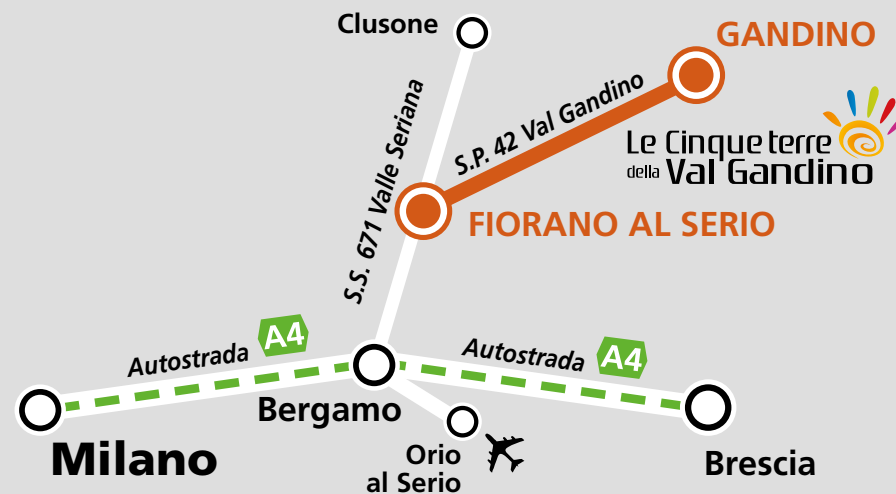 Clusone
GANDINO
S.P. 42 Val Gandino
Le Cinque terre
della Val Gandino
S.S. 671 Valle Seriana
FIORANO AL SERIO
Autostrada A4
Autostrada A4
Bergamo
Milano
Orio
al Serio
Brescia